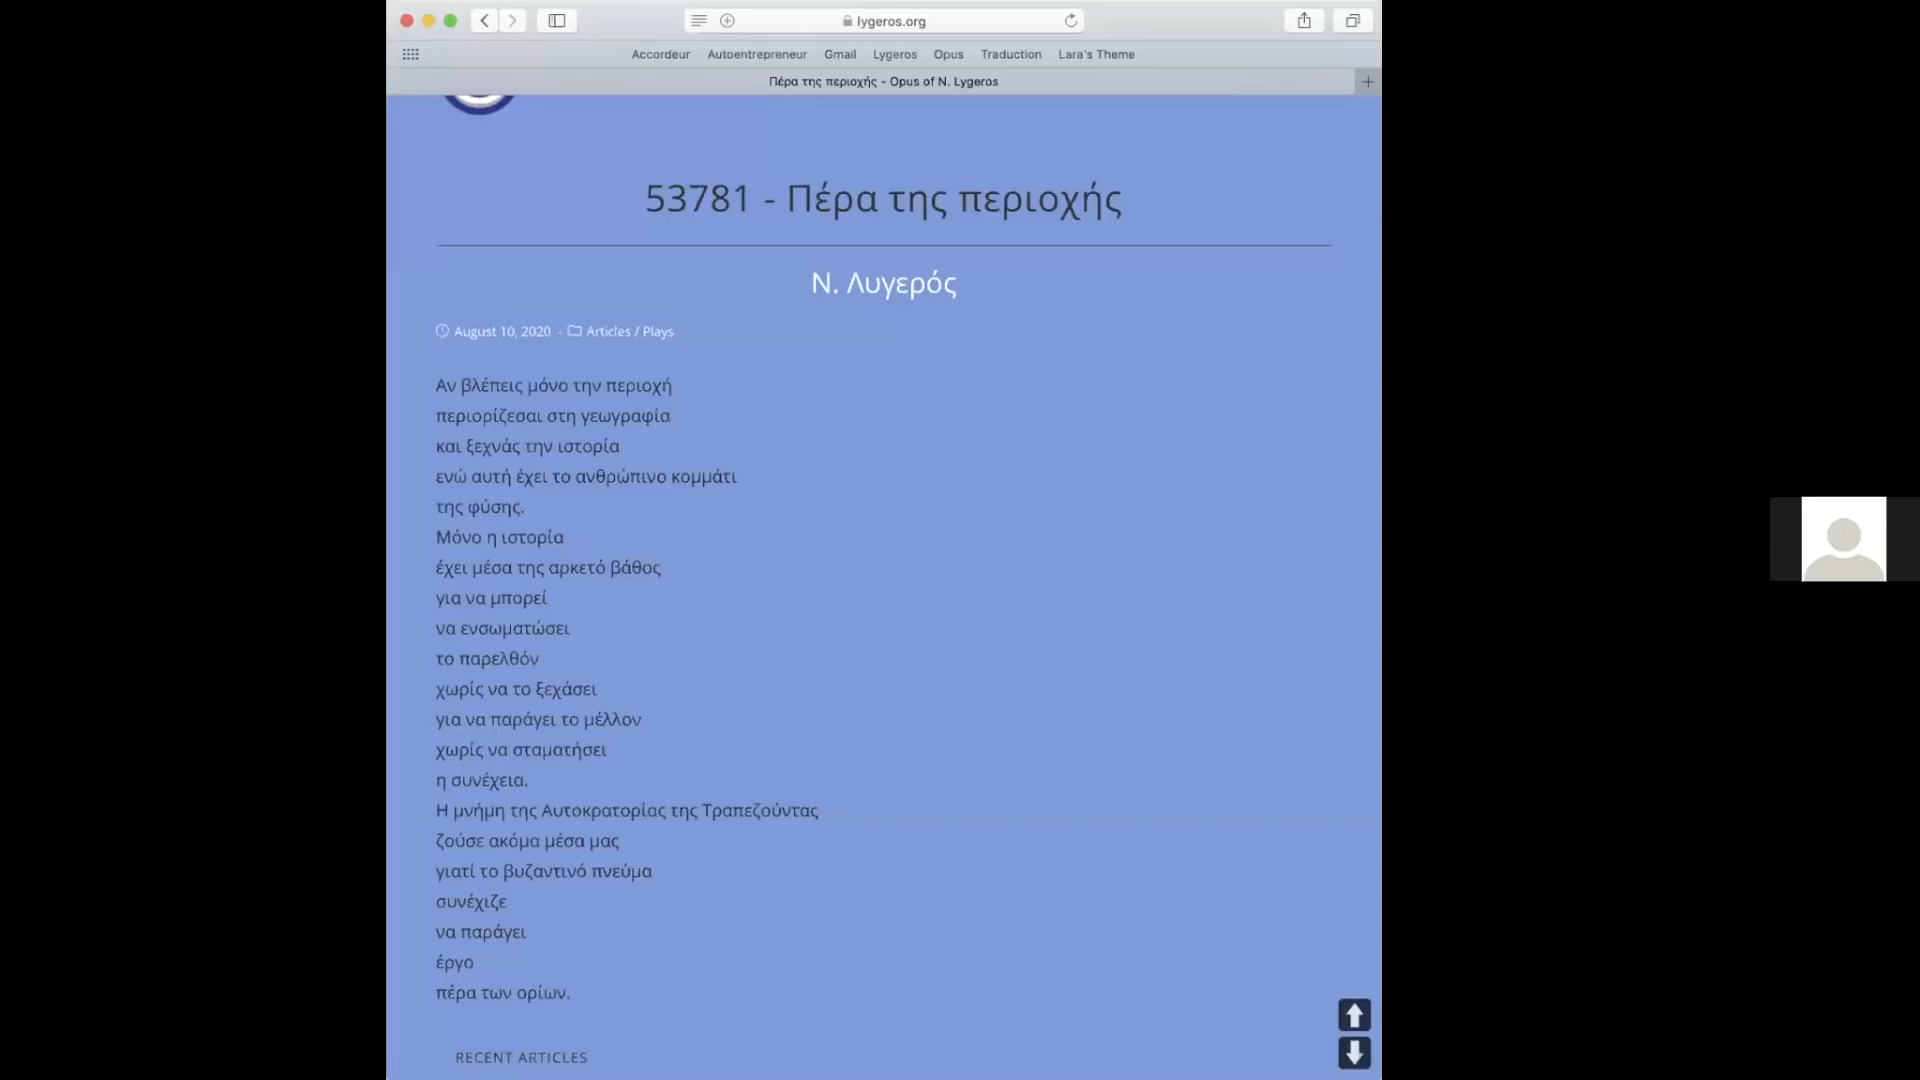 lygeros.org
Accordeur Autoentrepreneur Gmail Lygeros Opus Traduction Lara's Theme
Πέρα της περιοχής - Opus of N. Lygeros
53781 - Πέρα της περιοχής
Ν. Λυγερός
August 10, 2020 - Articles / Plays
Αν βλέπεις μόνο την περιοχή
περιορίζεσαι στη γεωγραφία
και ξεχνάς την ιστορία
ενώ αυτή έχει το ανθρώπινο κομμάτι
της φύσης.
Μόνο η ιστορία
έχει μέσα της αρκετό βάθος
για να μπορεί
να ενσωματώσει
το παρελθόν
χωρίς να το ξεχάσει
για να παράγει το μέλλον
χωρίς να σταματήσει
η συνέχεια.
Η μνήμη της Αυτοκρατορίας της Τραπεζούντας
ζούσε ακόμα μέσα μας
γιατί το βυζαντινό πνεύμα
συνέχιζε
να παράγει
έργο
πέρα των ορίων.
RECENT ARTICLES